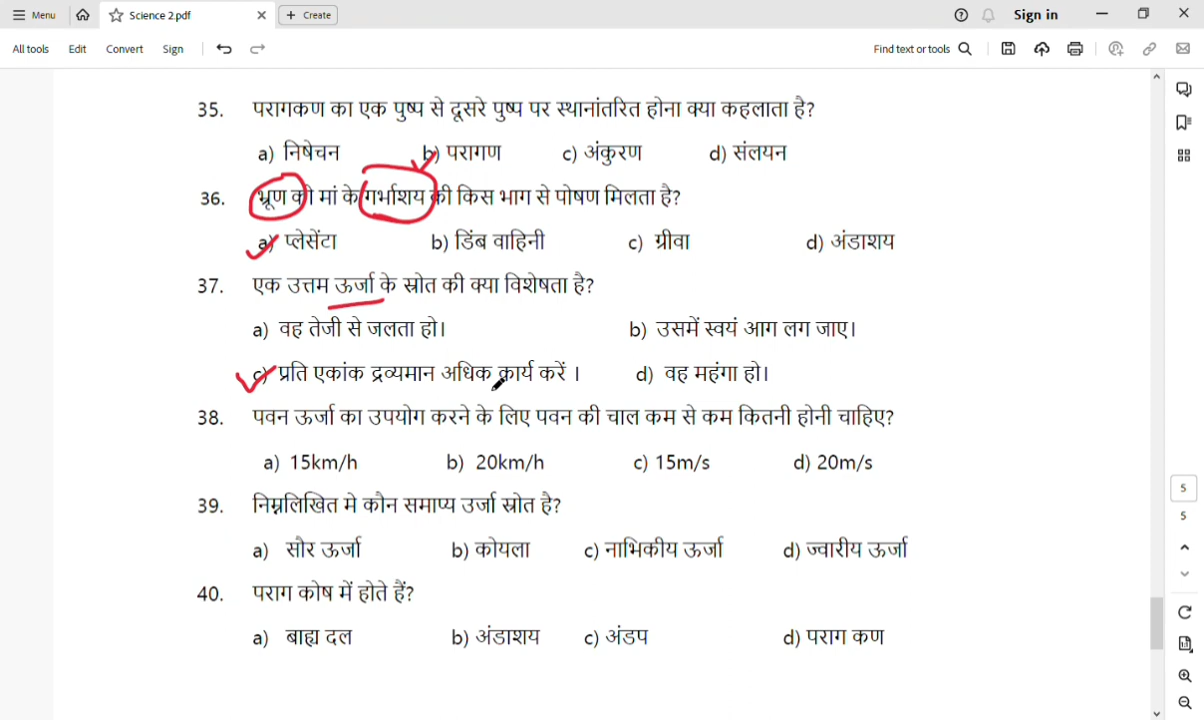 Menu Science 2.pdf + Create Sign in
All tools Edit Convert Sign Find text or tools
35. परागकण का एक पुष्प से दूसरे पुष्प पर स्थानांतरित होना क्या कहलाता है?
a) निषेचन b) परागण c) अंकुरण d) संलयन
36. भ्रूण को मां के गर्भाशय की किस भाग से पोषण मिलता है?
a) प्लेसेंटा b) डिंब वाहिनी c) ग्रीवा d) अंडाशय
37. एक उत्तम ऊर्जा के स्रोत की क्या विशेषता है?
a) वह तेजी से जलता हो। b) उसमें स्वयं आग लग जाए।
c) प्रति एकांक द्रव्यमान अधिक कार्य करें । d) वह महंगा हो।
38. पवन ऊर्जा का उपयोग करने के लिए पवन की चाल कम से कम कितनी होनी चाहिए?
a) 15km/h b) 20km/h c) 15m/s d) 20m/s
39. निम्नलिखित मे कौन समाप्य उर्जा स्रोत है?
a) सौर ऊर्जा b) कोयला c) नाभिकीय ऊर्जा d) ज्वारीय ऊर्जा
40. पराग कोष में होते हैं?
a) बाह्य दल b) अंडाशय c) अंडप d) पराग कण
5
5